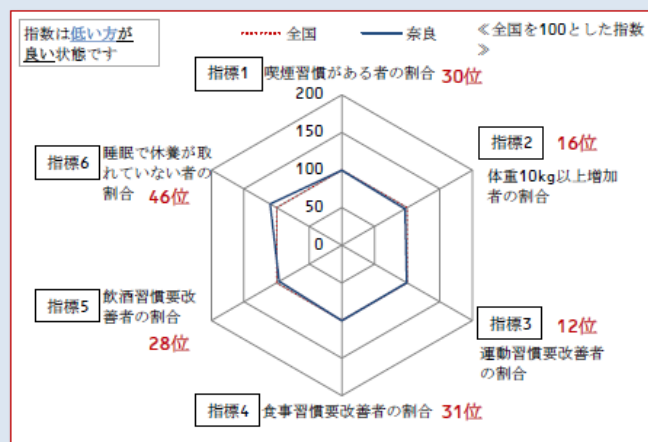 指数は低い方が
良い状態です
全国
奈良
≪全国を100とした指数
≫
指標1 喫煙習慣がある者の割合 30位
200
150
100
50
0
指標2 16位
体重10kg以上増加
者の割合
指標3 12位
運動習慣要改善者
の割合
指標4 食事習慣要改善者の割合 31位
指標5 飲酒習慣要改
善者の割合
28位
指標6 睡眠で休養が取
れていない者の
割合 46位